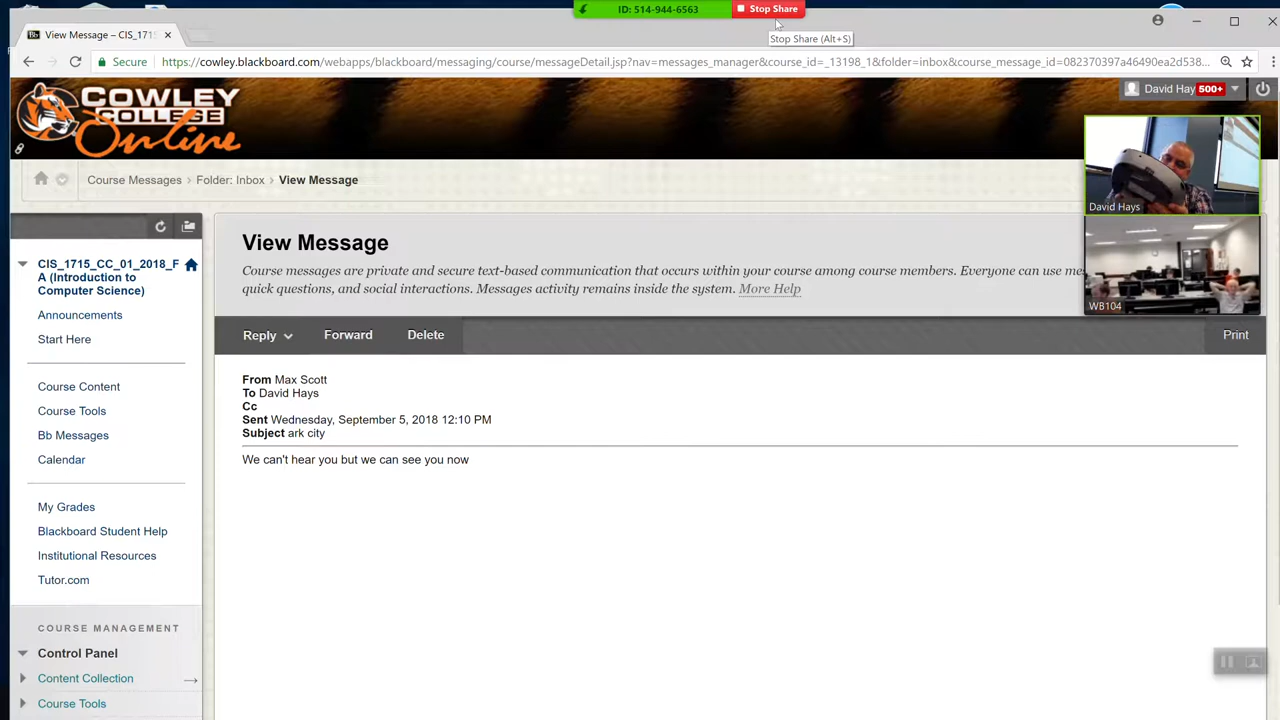 ID: 514-944-6563
Stop Share
Bb View Message – CIS_171
Stop Share (Alt+S)
Secure https://cowley.blackboard.com/webapps/blackboard/messaging/course/messageDetail.jsp?nav=messages_manager&course_id=_13198_1&folder=inbox&course_message_id=082370397a46490ea2d538...
COWLEY
COLLEGE
Online
David Hay 500+
Course Messages Folder: Inbox View Message
David Hays
WB104
CIS_1715_CC_01_2018_F
A (Introduction to
Computer Science)
Announcements
Start Here
Course Content
Course Tools
Bb Messages
Calendar
My Grades
Blackboard Student Help
Institutional Resources
Tutor.com
COURSE MANAGEMENT
Control Panel
Content Collection
Course Tools
View Message
Course messages are private and secure text-based communication that occurs within your course among course members. Everyone can use me
quick questions, and social interactions. Messages activity remains inside the system. More Help
Reply Forward Delete Print
From Max Scott
To David Hays
Cc
Sent Wednesday, September 5, 2018 12:10 PM
Subject ark city
We can't hear you but we can see you now